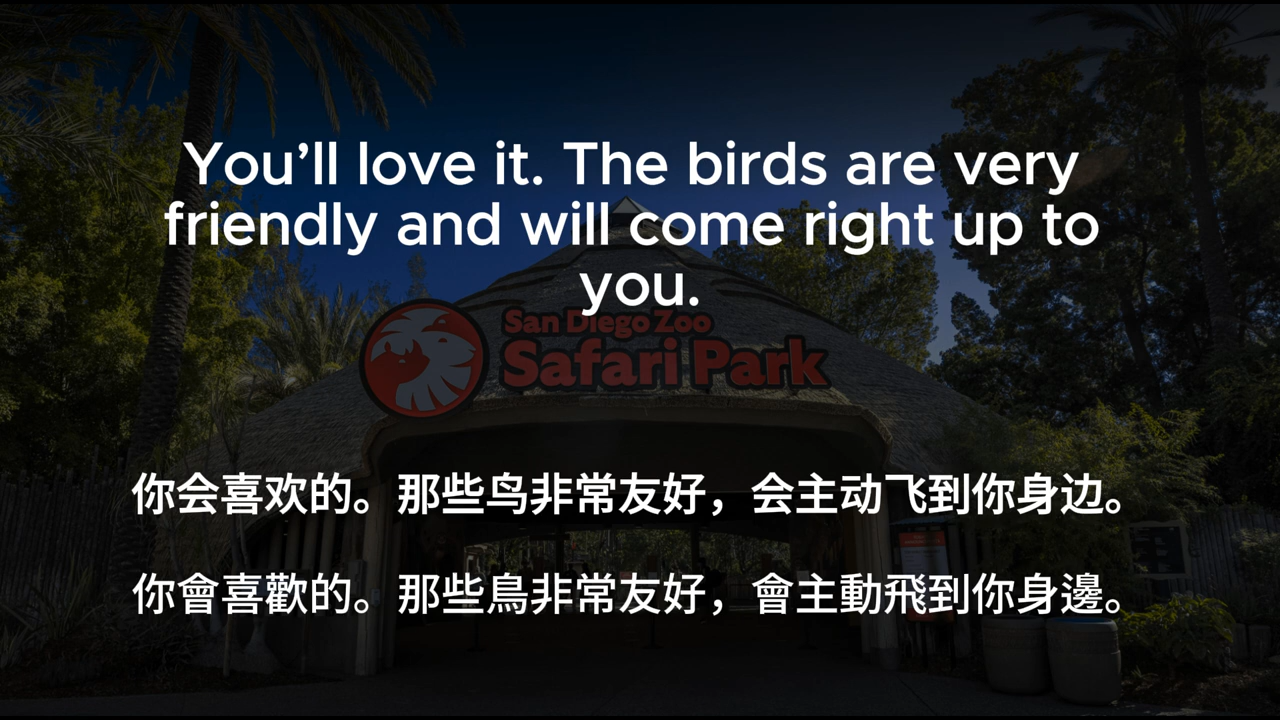 You’ll love it. The birds are very
friendly and will come right up to
you.
San Diego Zoo
Safari Park
你会喜欢的。那些鸟非常友好，会主动飞到你身边。
你會喜歡的。那些鳥非常友好，會主動飛到你身邊。